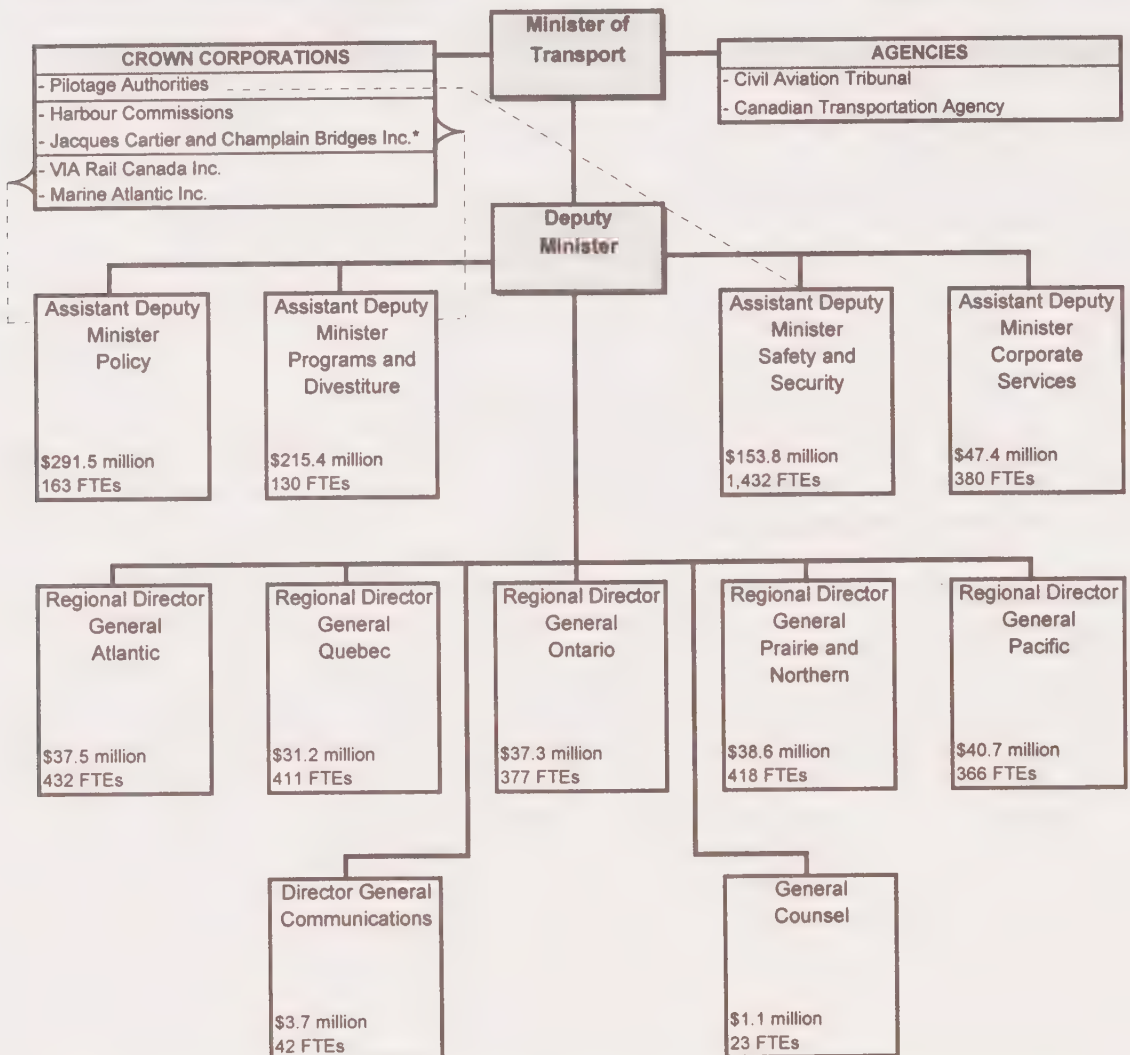 Minister of
Transport
CROWN CORPORATIONS
- Pilotage Authorities
- Harbour Commissions
- Jacques Cartier and Champlain Bridges Inc.*
- VIA Rail Canada Inc.
- Marine Atlantic Inc.
AGENCIES
- Civil Aviation Tribunal
- Canadian Transportation Agency
Deputy
Minister
Assistant Deputy
Minister
Policy
$291.5 million
163 FTEs
Assistant Deputy
Minister
Programs and
Divestiture
$215.4 million
130 FTEs
Assistant Deputy
Minister
Safety and
Security
$153.8 million
1,432 FTEs
Assistant Deputy
Minister
Corporate
Services
$47.4 million
380 FTEs
Regional Director
General
Atlantic
$37.5 million
432 FTEs
Regional Director
General
Quebec
$31.2 million
411 FTEs
Regional Director
General
Ontario
$37.3 million
377 FTEs
Regional Director
General
Prairie and
Northern
$38.6 million
418 FTEs
Regional Director
General
Pacific
$40.7 million
366 FTEs
Director General
Communications
$3.7 million
42 FTEs
General
Counsel
$1.1 million
23 FTEs